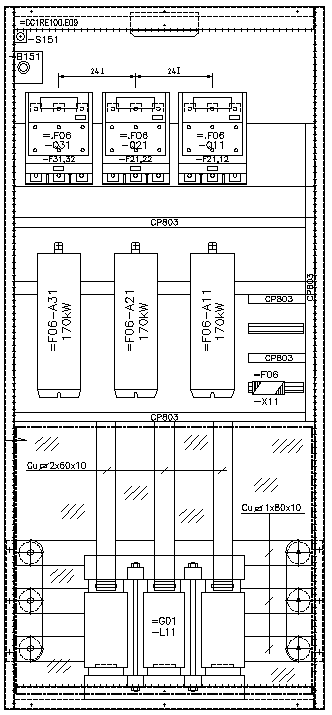 =DC1RE100.E09
-S151
-B151
241
241
=.F06
-Q31
=.F06
-Q21
=.F06
-Q11
-F31,32
-F21,22
-F21,12
CP803
CP803
=F06-A31
170kW
=F06-A21
170kW
=F06-A11
170kW
CP803
CP803
=F06
-X11
CP803
Cu 2x60x10
Cu 1x80x10
=G01
-L11